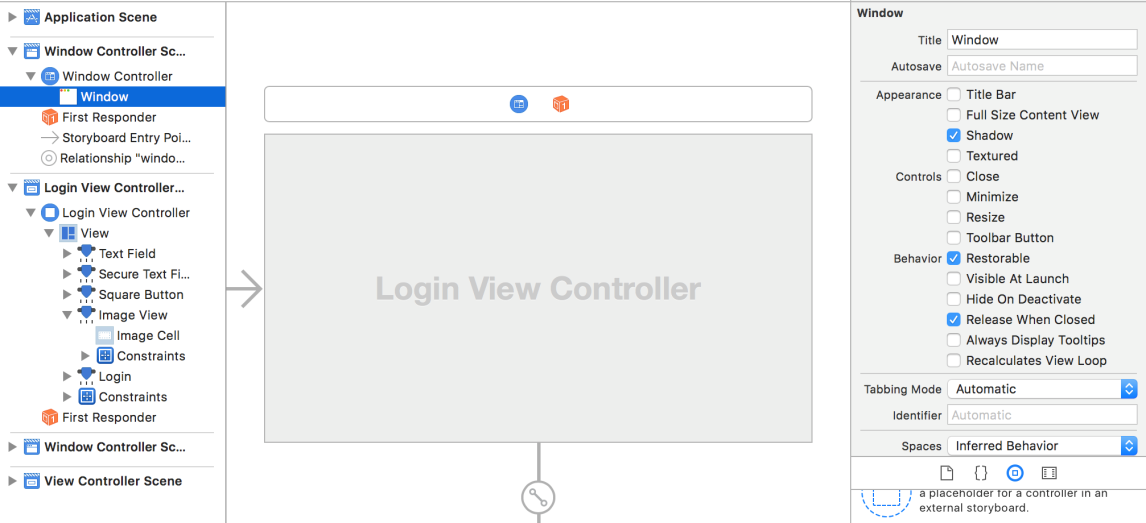 Application Scene
Window Controller Sc...
Window Controller
Window
First Responder
Storyboard Entry Poi...
Relationship "windo...
Login View Controller...
Login View Controller
View
Text Field
Secure Text Fi...
Square Button
Image View
Image Cell
Constraints
Login
Constraints
First Responder
Window Controller Sc...
View Controller Scene
Login View Controller
Window
Title Window
Autosave Autosave Name
Appearance Title Bar
Full Size Content View
Shadow
Textured
Controls Close
Minimize
Resize
Toolbar Button
Behavior Restorable
Visible At Launch
Hide On Deactivate
Release When Closed
Always Display Tooltips
Recalculates View Loop
Tabbing Mode Automatic
Identifier Automatic
Spaces Inferred Behavior
a placeholder for a controller in an
external storyboard.